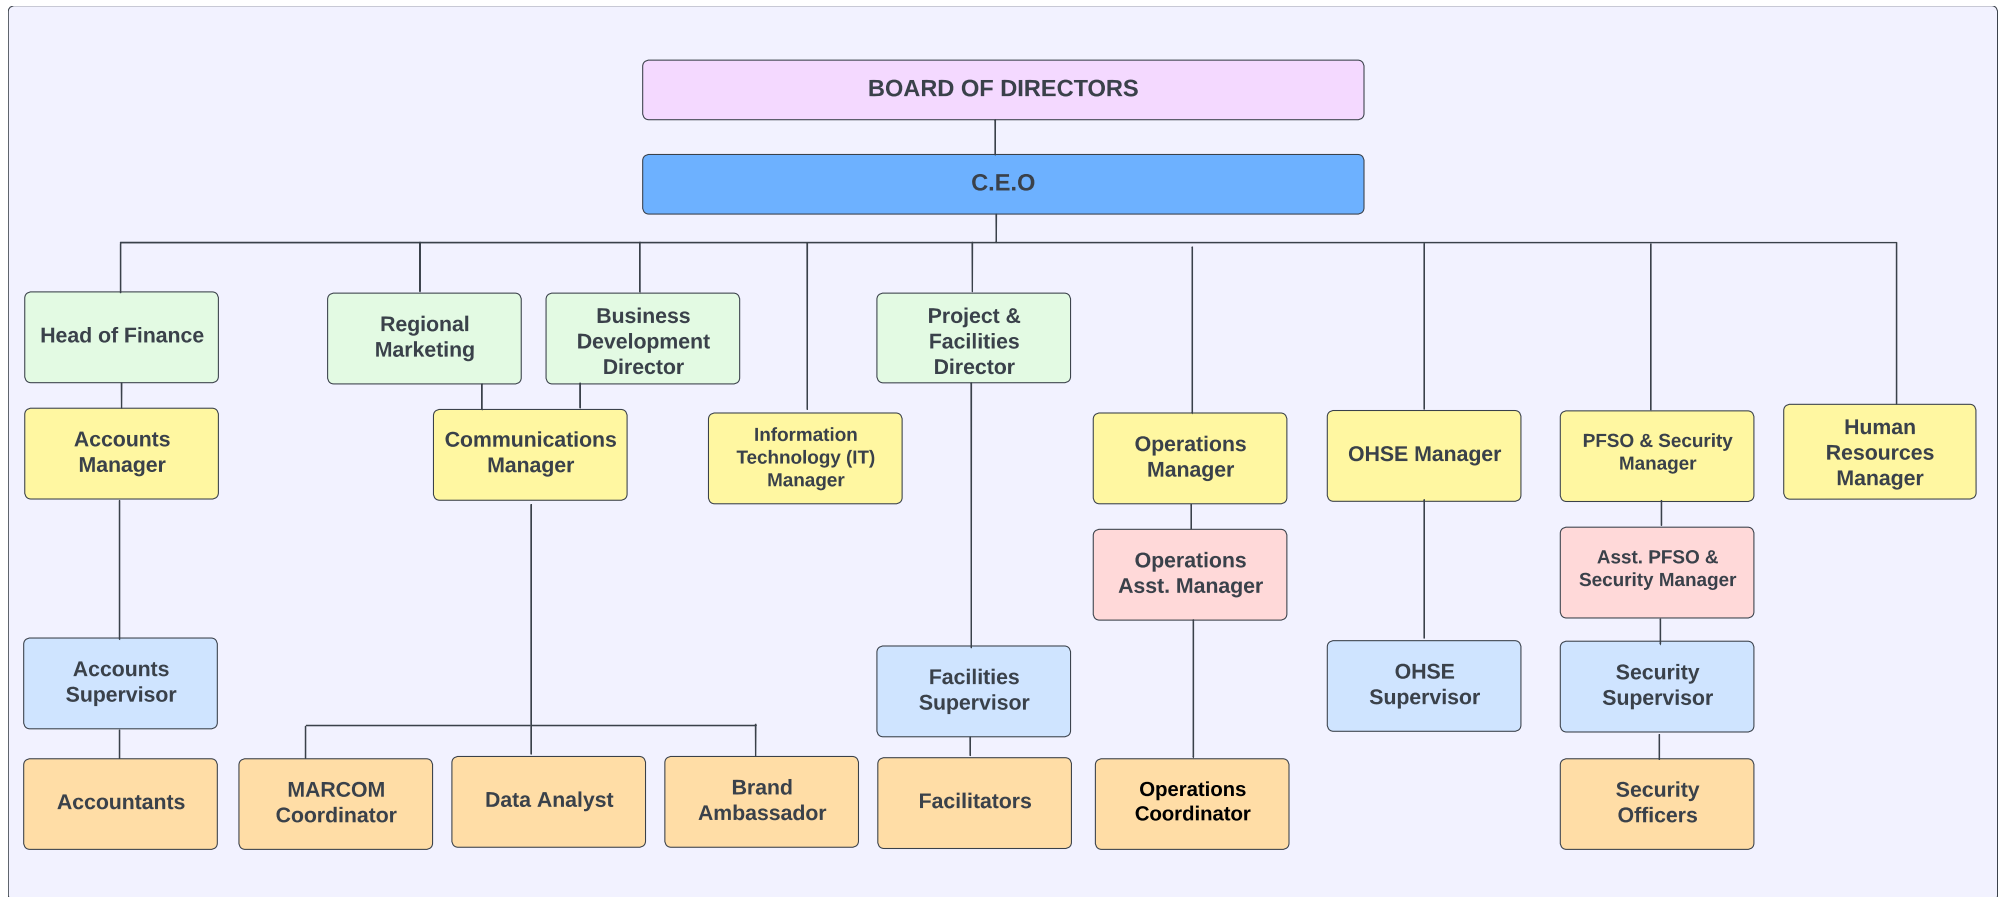 BOARD OF DIRECTORS
C.E.O
Head of Finance
Regional
Marketing
Business
Development
Director
Project &
Facilities
Director
Accounts
Manager
Communications
Manager
Information
Technology (IT)
Manager
Operations
Manager
OHSE Manager
PFSO & Security
Manager
Human
Resources
Manager
Operations
Asst. Manager
Asst. PFSO &
Security Manager
Accounts
Supervisor
Facilities
Supervisor
OHSE
Supervisor
Security
Supervisor
Accountants
MARCOM
Coordinator
Data Analyst
Brand
Ambassador
Facilitators
Operations
Coordinator
Security
Officers